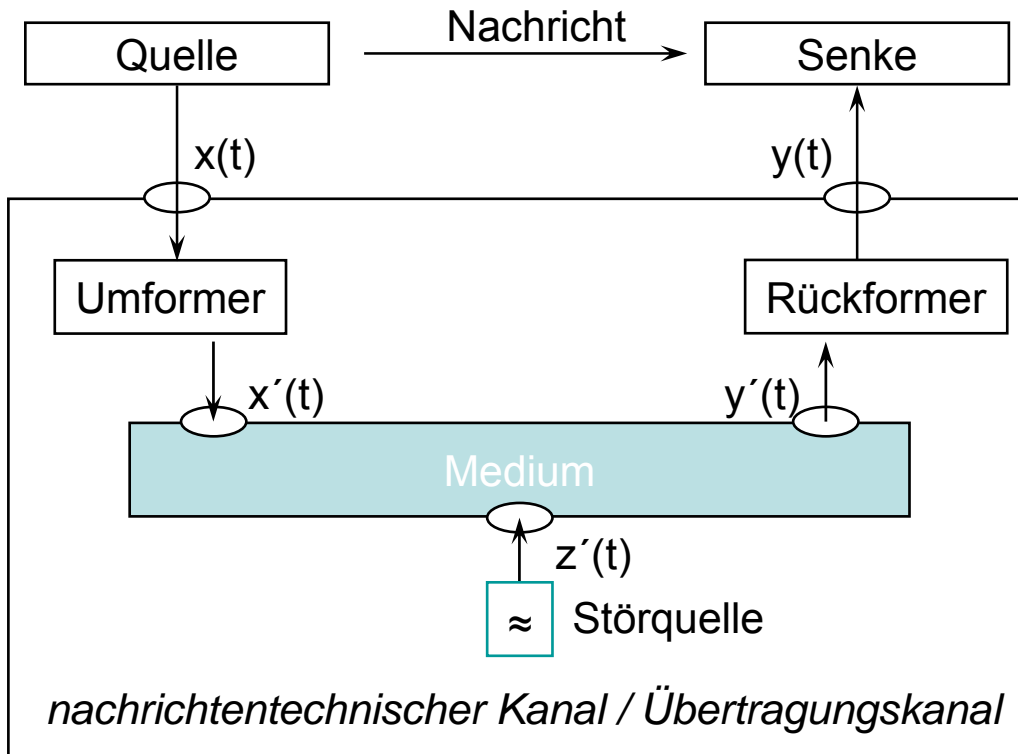 Nachricht
Quelle
Senke
x(t)
y(t)
Umformer
Rückformer
x´(t)
y´(t)
Medium
z´(t)
≈ Störquelle
nachrichtentechnischer Kanal / Übertragungskanal